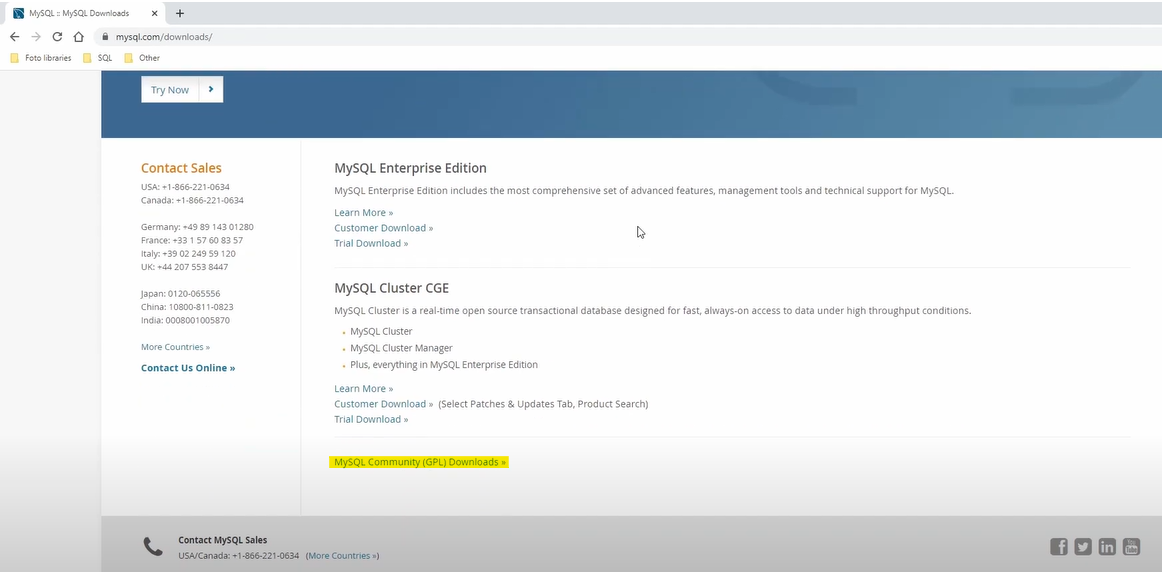 MySQL :: MySQL Downloads
mysql.com/downloads/
Foto libraries
SQL
Other
Try Now
Contact Sales
USA: +1-866-221-0634
Canada: +1-866-221-0634
Germany: +49 89 143 01280
France: +33 1 57 60 83 57
Italy: +39 02 249 59 120
UK: +44 207 553 8447
Japan: 0120-065556
China: 10800-811-0823
India: 0008001005870
More Countries »
Contact Us Online »
MySQL Enterprise Edition
MySQL Enterprise Edition includes the most comprehensive set of advanced features, management tools and technical support for MySQL.
Learn More »
Customer Download »
Trial Download »
MySQL Cluster CGE
MySQL Cluster is a real-time open source transactional database designed for fast, always-on access to data under high throughput conditions.
MySQL Cluster
MySQL Cluster Manager
Plus, everything in MySQL Enterprise Edition
Learn More »
Customer Download » (Select Patches & Updates Tab, Product Search)
Trial Download »
MySQL Community (GPL) Downloads »
Contact MySQL Sales
USA/Canada: +1-866-221-0634 (More Countries »)